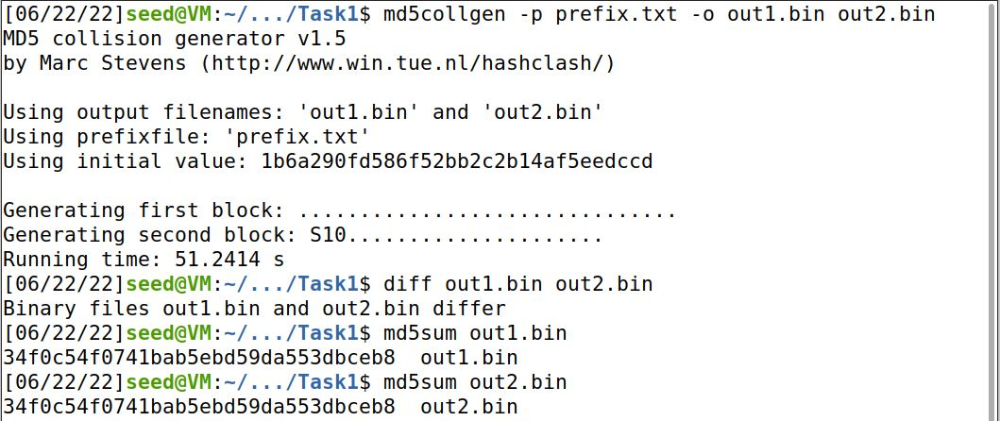 [06/22/22]seed@VM:~/.../Task1$ md5collgen -p prefix.txt -o out1.bin out2.bin
MD5 collision generator v1.5
by Marc Stevens (http://www.win.tue.nl/hashclash/)
Using output filenames: 'out1.bin' and 'out2.bin'
Using prefixfile: 'prefix.txt'
Using initial value: 1b6a290fd586f52bb2c2b14af5eedccd
Generating first block: ...............................
Generating second block: S10.....................
Running time: 51.2414 s
[06/22/22]seed@VM:~/.../Task1$ diff out1.bin out2.bin
Binary files out1.bin and out2.bin differ
[06/22/22]seed@VM:~/.../Task1$ md5sum out1.bin
34f0c54f0741bab5ebd59da553dbceb8  out1.bin
[06/22/22]seed@VM:~/.../Task1$ md5sum out2.bin
34f0c54f0741bab5ebd59da553dbceb8  out2.bin